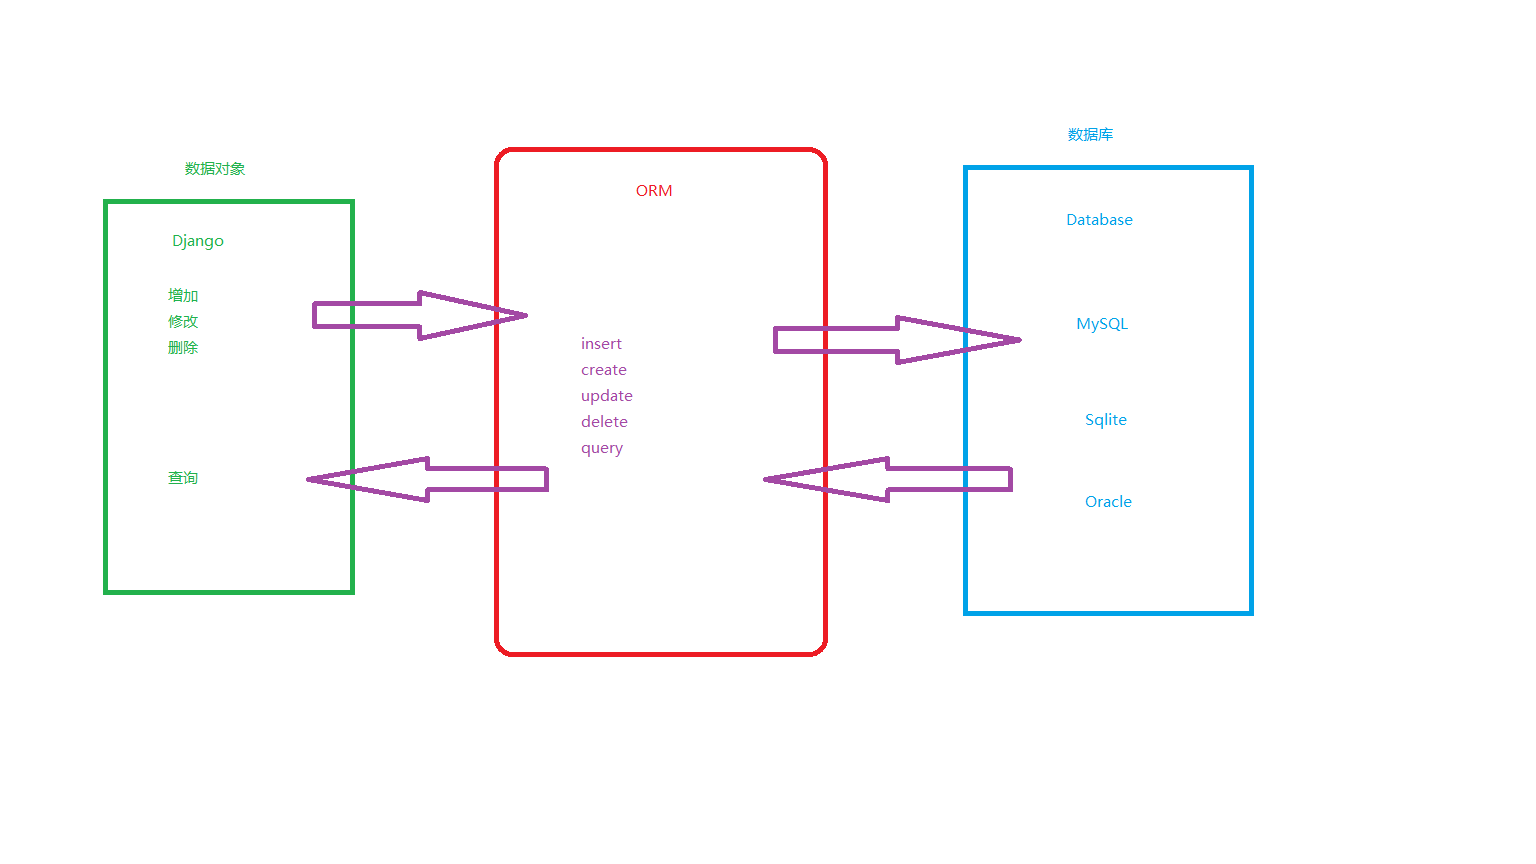 数据对象
Django
增加
修改
删除
查询
ORM
insert
create
update
delete
query
数据库
Database
MySQL
Sqlite
Oracle